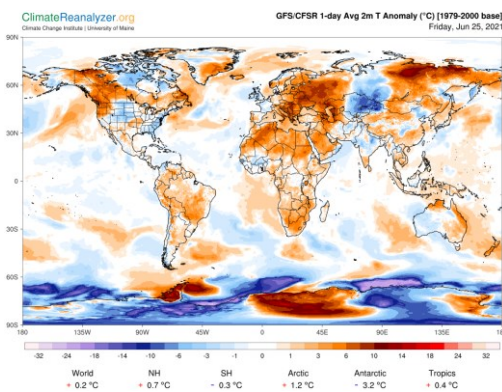 ClimateReanalyzer.org
Climate Change Institute | University of Maine
GFS/CFSR 1-day Avg 2m T Anomaly (°C) [1979-2000 base]
Friday, Jun 25, 2021
90N
60N
30N
0
30S
60S
90S
180 135W 90W 45W 0 45E 90E 135E 18
-32 -24 -18 -14 -10 -6 -3 -1 0 1 3 6 10 14 18 24 32
World NH SH Arctic Antarctic Tropics
+ 0.2 °C + 0.7 °C - 0.3 °C + 1.2 °C - 3.2 °C + 0.4 °C